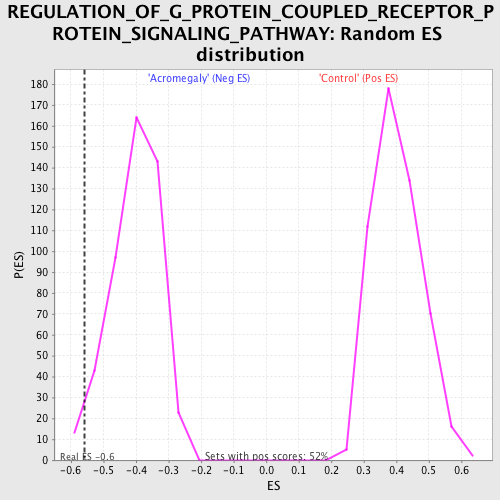 REGULATION_OF_G_PROTEIN_COUPLED_RECEPTOR_P
ROTEIN_SIGNALING_PATHWAY: Random ES
distribution
'Acromegaly' (Neg ES) 'Control' (Pos ES)
180
170
160
150
140
130
120
110
100
90
80
70
60
50
40
30
20
10
0
P(ES)
Real ES -0.6 Sets with pos scores: 52%
-0.6 -0.5 -0.4 -0.3 -0.2 -0.1 0.0 0.1 0.2 0.3 0.4 0.5 0.6
ES